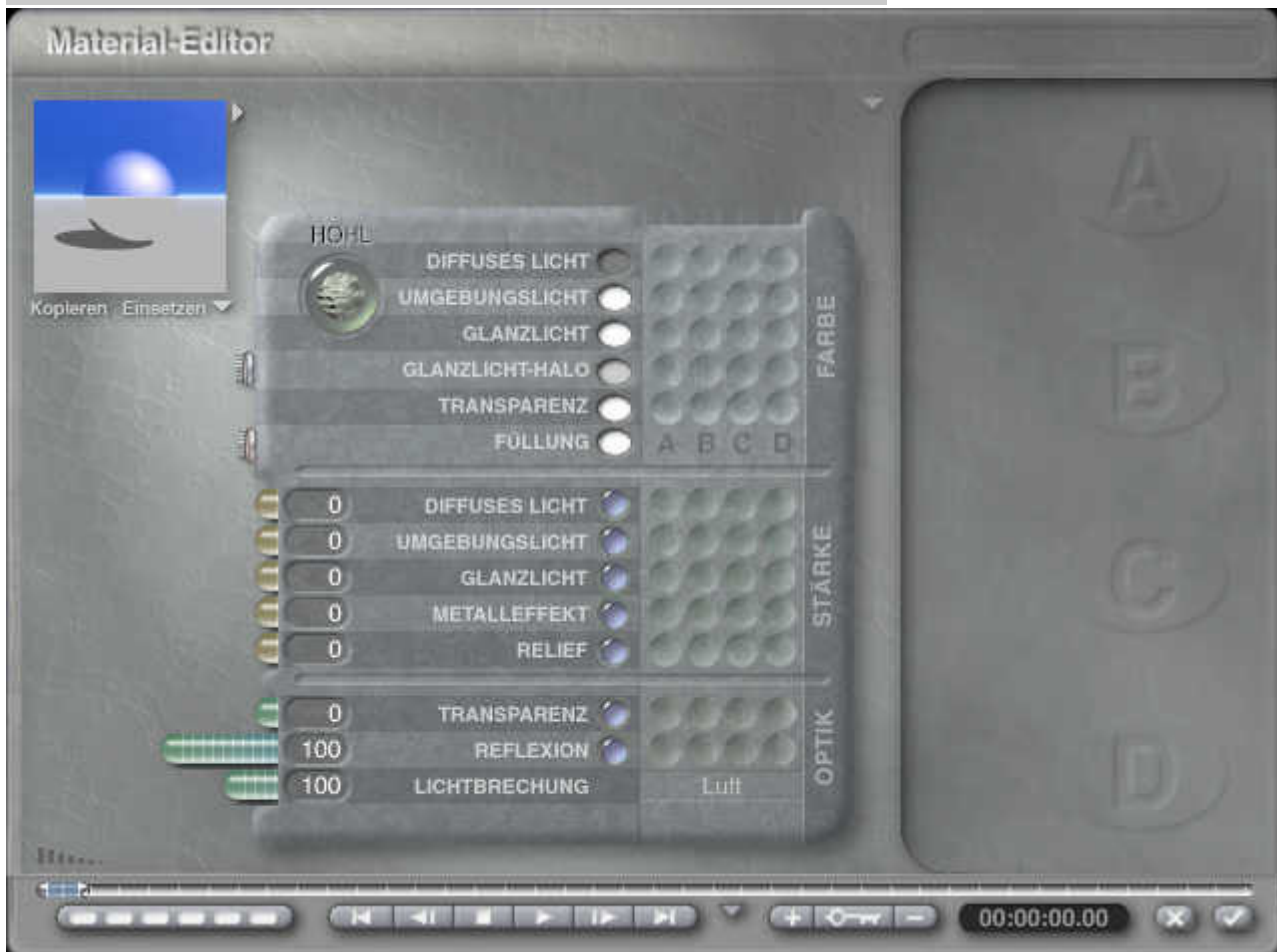 Material-Editor
A
HÖHL
DIFFUSES LICHT
Kopieren Einsetzen
UMGEBUNGSLICHT
GLANZLICHT
GLANZLICHT-HALO
TRANSPARENZ
FÜLLUNG
A B C D
FARBE
B
0 DIFFUSES LICHT
0 UMGEBUNGSLICHT
0 GLANZLICHT
0 METALLEFFEKT
0 RELIEF
STÄRKE
C
0 TRANSPARENZ
100 REFLEXION
100 LICHTBRECHUNG Luft
OPTIK
D
00:00:00.00